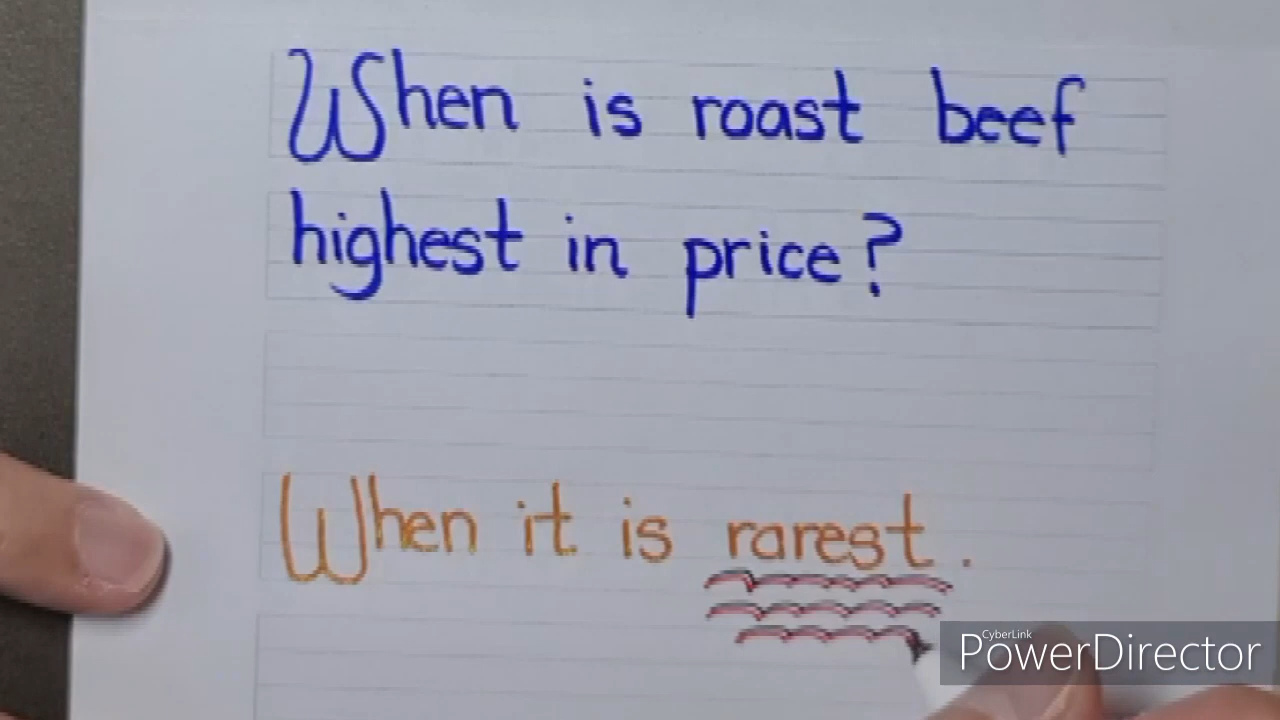 When is roast beef
highest in price?
When it is rarest.
CyberLink
PowerDirector